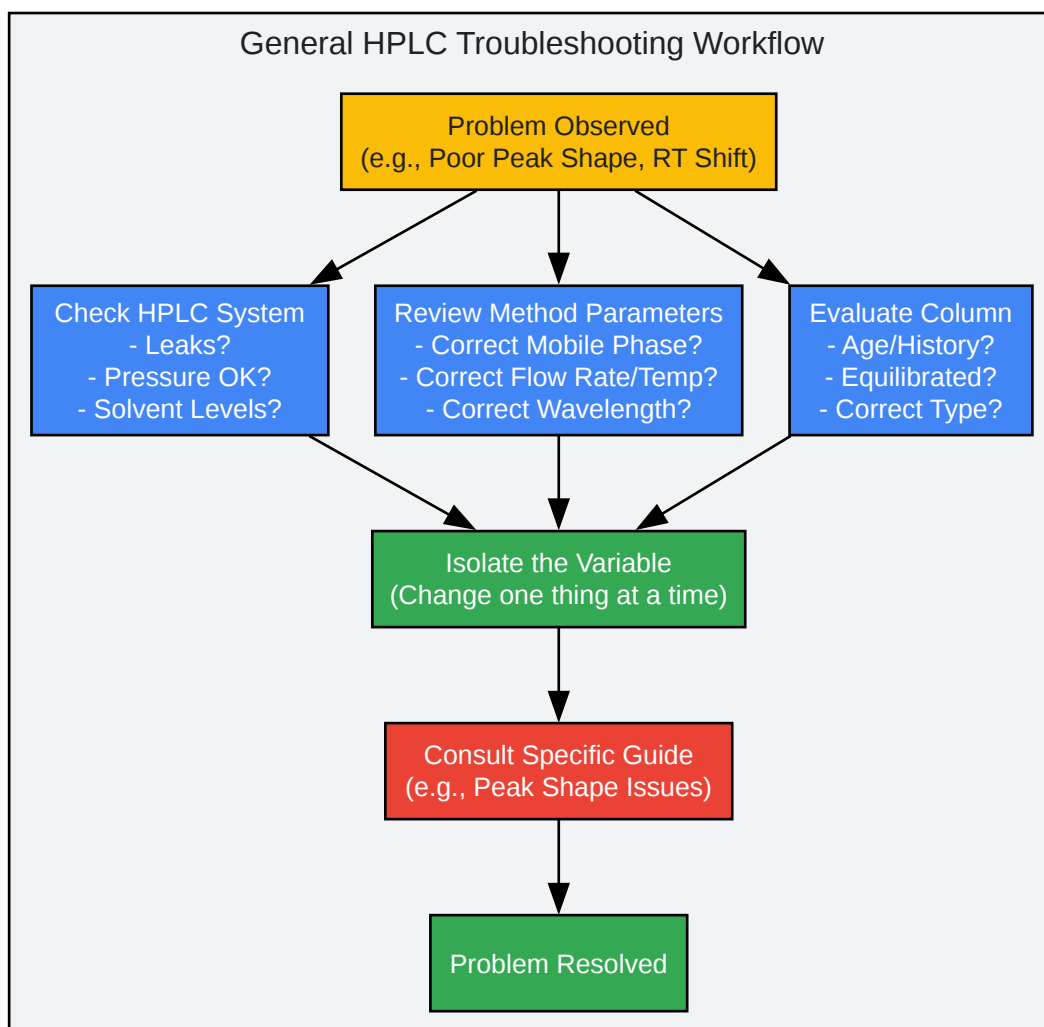 General HPLC Troubleshooting Workflow
Problem Observed
(e.g., Poor Peak Shape, RT Shift)
Check HPLC System
- Leaks?
- Pressure OK?
- Solvent Levels?
Review Method Parameters
- Correct Mobile Phase?
- Correct Flow Rate/Temp?
- Correct Wavelength?
Evaluate Column
- Age/History?
- Equilibrated?
- Correct Type?
Isolate the Variable
(Change one thing at a time)
Consult Specific Guide
(e.g., Peak Shape Issues)
Problem Resolved